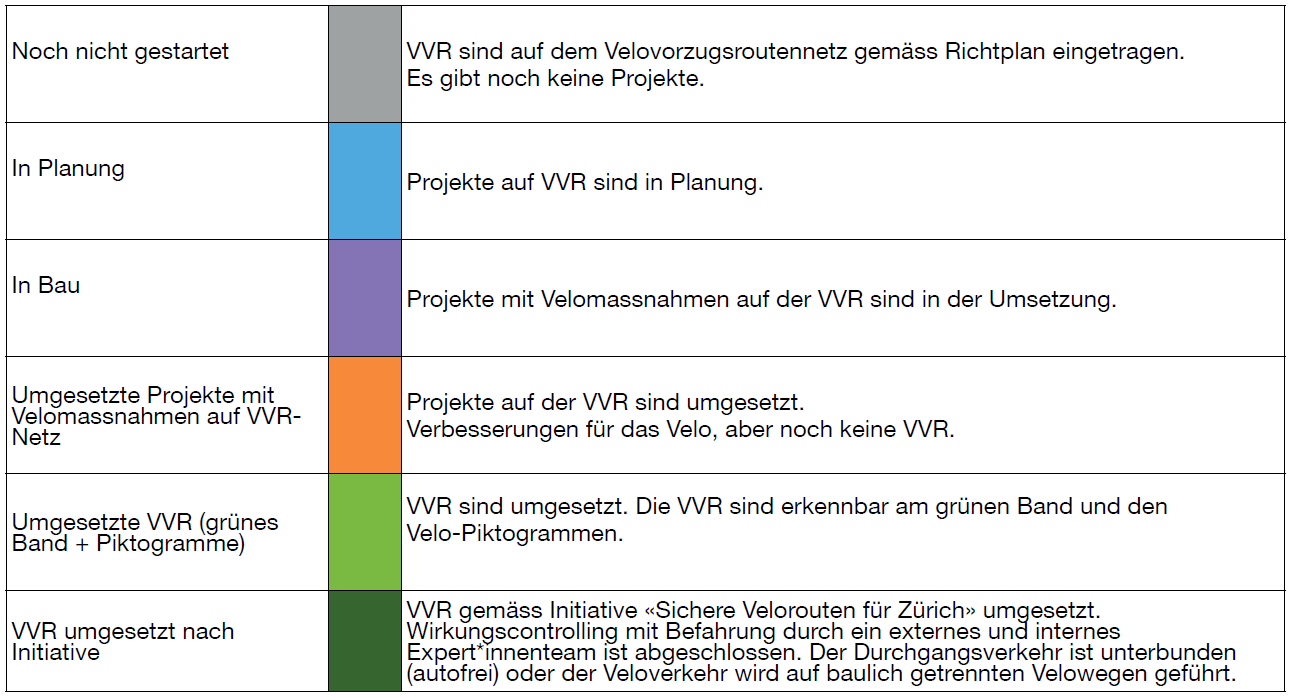 Noch nicht gestartet
VVR sind auf dem Velovorzugsroutennetz gemäss Richtplan eingetragen.
Es gibt noch keine Projekte.
In Planung
Projekte auf VVR sind in Planung.
In Bau
Projekte mit Velomassnahmen auf der VVR sind in der Umsetzung.
Umgesetzte Projekte mit
Velomassnahmen auf VVR-
Netz
Projekte auf der VVR sind umgesetzt.
Verbesserungen für das Velo, aber noch keine VVR.
Umgesetzte VVR (grünes
Band + Piktogramme)
VVR sind umgesetzt. Die VVR sind erkennbar am grünen Band und den
Velo-Piktogrammen.
VVR umgesetzt nach
Initiative
VVR gemäss Initiative «Sichere Velorouten für Zürich» umgesetzt.
Wirkungscontrolling mit Befahrung durch ein externes und internes
Expert*innenteam ist abgeschlossen. Der Durchgangsverkehr ist unterbunden
(autofrei) oder der Veloverkehr wird auf baulich getrennten Velowegen geführt.